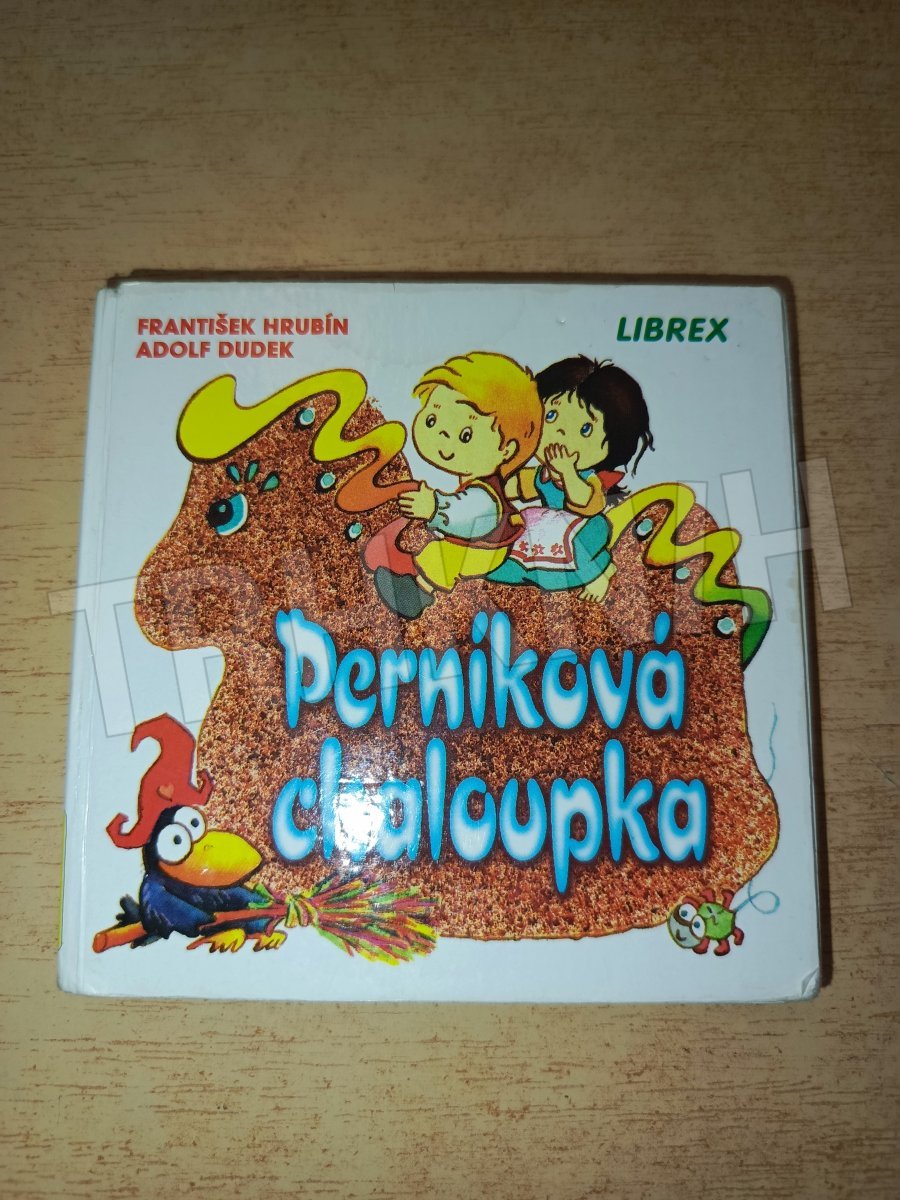 FRANTIŠEK HRUBÍN
ADOLF DUDEK
LIBREX
Perníková
chaloupka